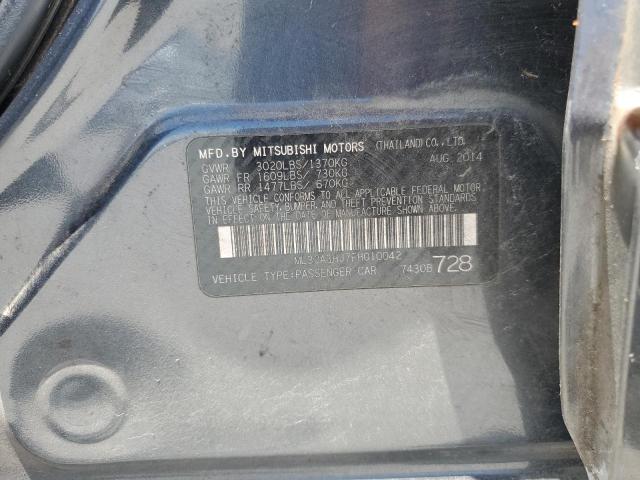 MFD.BY MITSUBISHI MOTORS (THAILAND)CO.,LTD.
GVWR 3020LBS/1370KG AUG.2014
GAWR FR 1609LBS/ 730KG
GAWR RR 1477LBS/ 670KG
THIS VEHICLE CONFORMS TO ALL APPLICABLE FEDERAL MOTOR
VEHICLE SAFETY,BUMPER,AND THEFT PREVENTION STANDARDS
IN EFFECT ON THE DATE OF MANUFACTURE SHOWN ABOVE.
ML32A3HJ7FH010042
VEHICLE TYPE:PASSENGER CAR 7430B 728